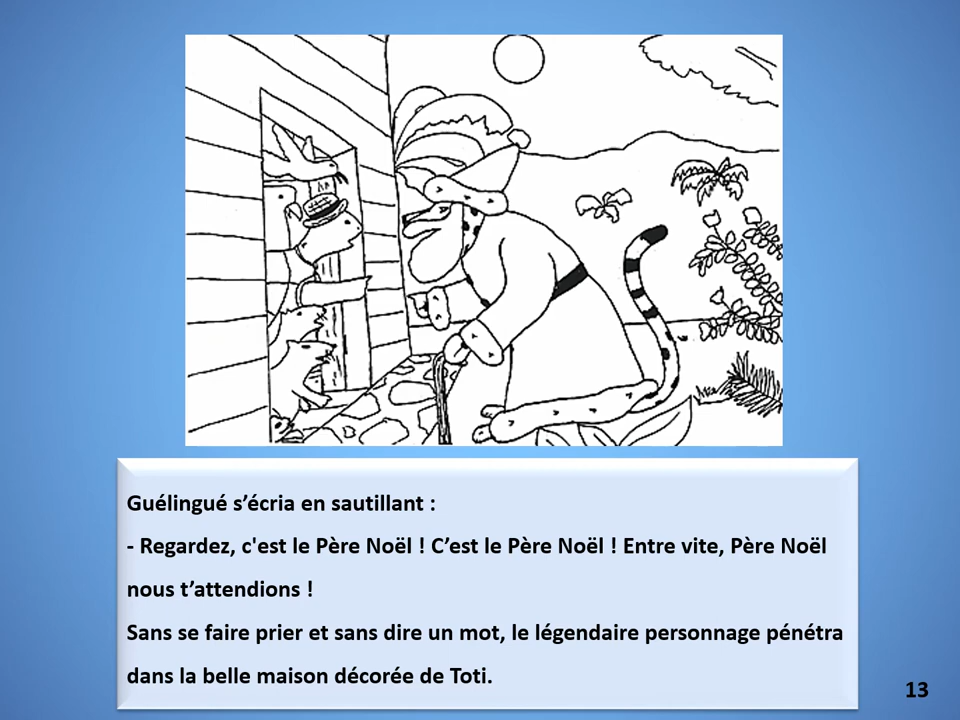 Guélingué s’écria en sautillant :
- Regardez, c'est le Père Noël ! C’est le Père Noël ! Entre vite, Père Noël
nous t’attendions !
Sans se faire prier et sans dire un mot, le légendaire personnage pénétra
dans la belle maison décorée de Toti.
13